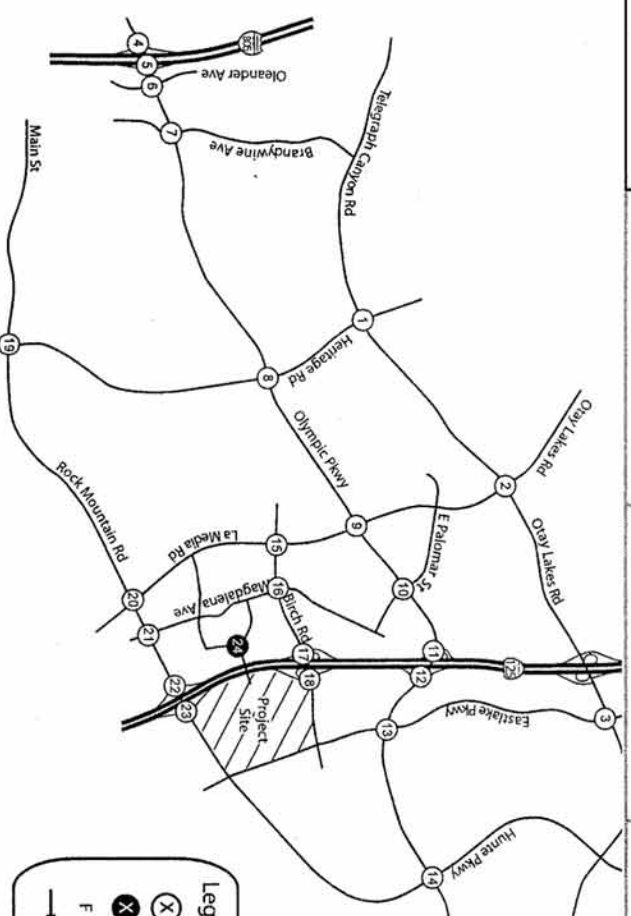 805
4
5
6
Oleander Ave
7
Brandywine Ave
Telegraph Canyon Rd
Main St
1
Heritage Rd
8
19
Otay Lakes Rd
2
Otay Lakes Rd
Olympic Pkwy
9
E Palomar St
10
Rock Mountain Rd
La Media Rd
15
16
Birch Rd
Magdalena Ave
20
21
24
17
18
11
12
125
22
23
Project
Site
13
Eastlake Pkwy
3
Hunte Pkwy
14
Leg
X
X
F